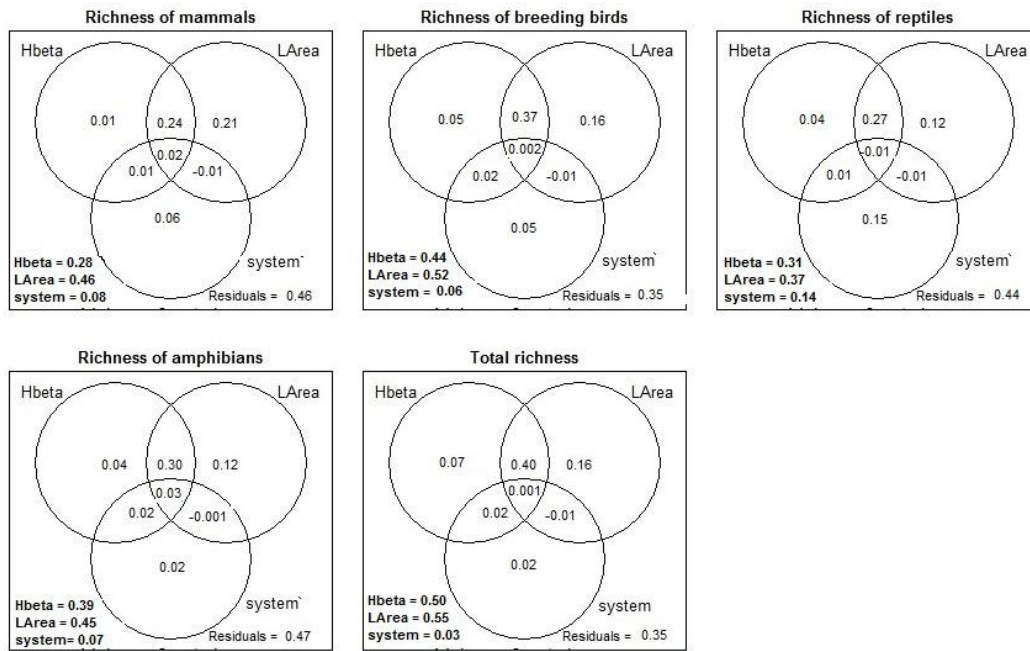 Richness of mammals
Hbeta
LArea
0.01
0.24
0.21
0.02
0.01
-0.01
0.06
system`
Hbeta = 0.28
LArea = 0.46
system = 0.08
Residuals = 0.46
Richness of breeding birds
Hbeta
LArea
0.05
0.37
0.16
0.002
0.02
-0.01
0.05
system`
Hbeta = 0.44
LArea = 0.52
system = 0.06
Residuals = 0.35
Richness of reptiles
Hbeta
LArea
0.04
0.27
0.12
-0.01
0.01
-0.01
0.15
system`
Hbeta = 0.31
LArea = 0.37
system = 0.14
Residuals = 0.44
Richness of amphibians
Hbeta
LArea
0.04
0.30
0.12
0.03
0.02
-0.001
0.02
system`
Hbeta = 0.39
LArea = 0.45
system= 0.07
Residuals = 0.47
Total richness
Hbeta
LArea
0.07
0.40
0.16
0.001
0.02
-0.01
0.02
system
Hbeta = 0.50
LArea = 0.55
system = 0.03
Residuals = 0.35